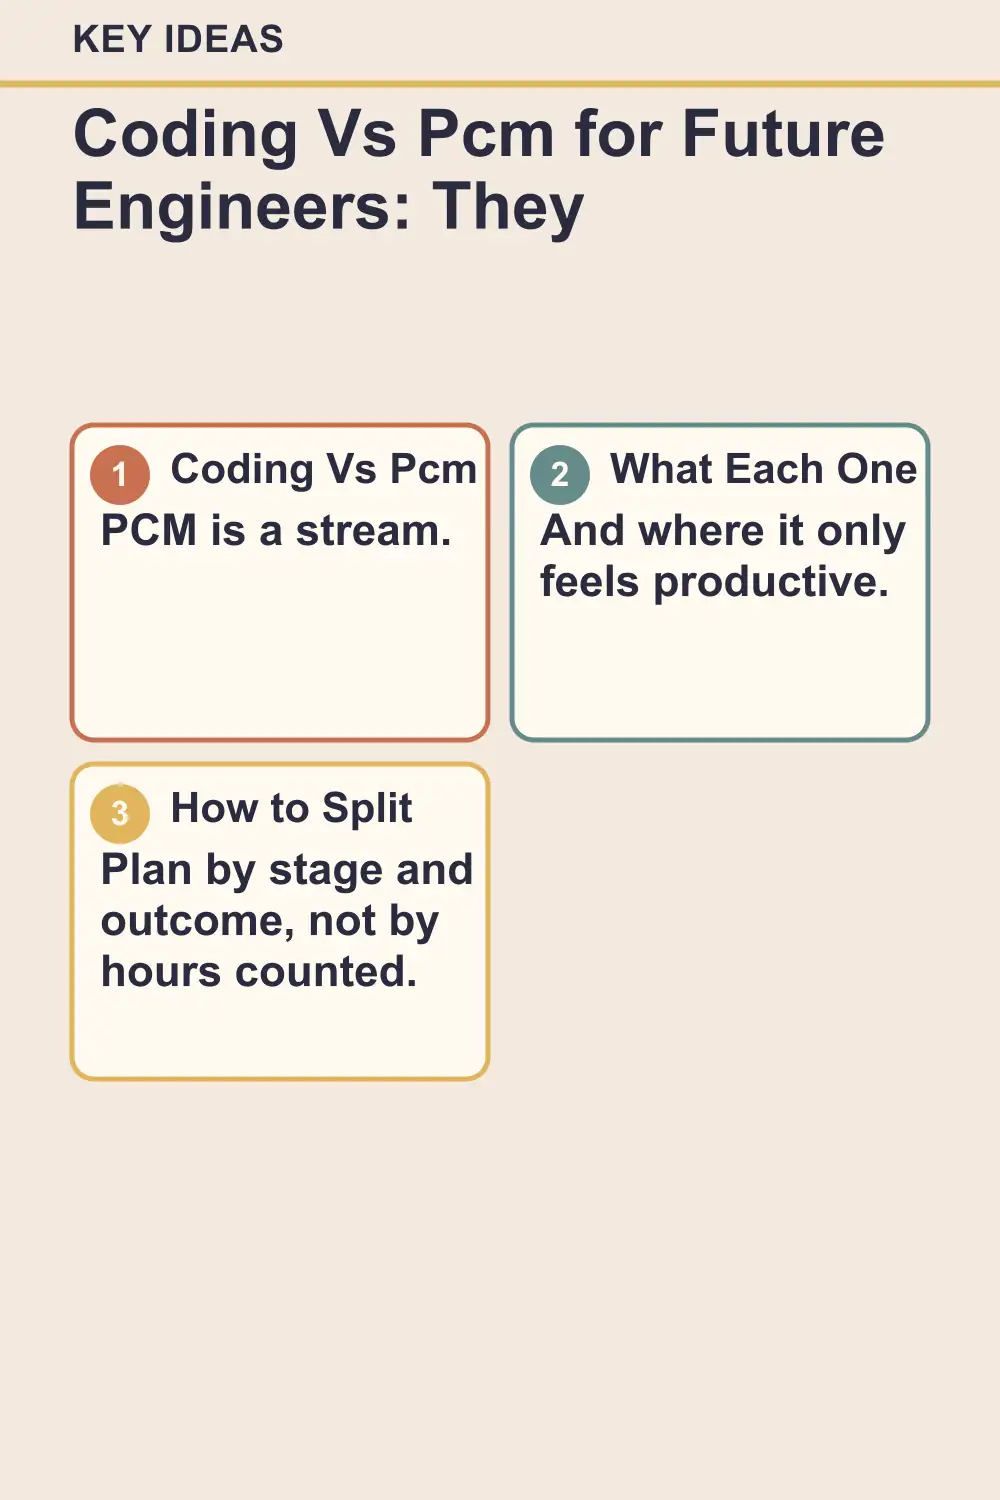 KEY IDEAS
Coding Vs Pcm for Future
Engineers: They
1 Coding Vs Pcm
PCM is a stream.
2 What Each One
And where it only
feels productive.
3 How to Split
Plan by stage and
outcome, not by
hours counted.